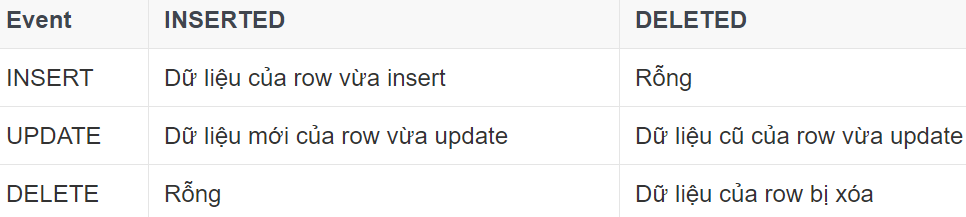 Event INSERTED DELETED
INSERT Dữ liệu của row vừa insert Rỗng
UPDATE Dữ liệu mới của row vừa update Dữ liệu cũ của row vừa update
DELETE Rỗng Dữ liệu của row bị xóa